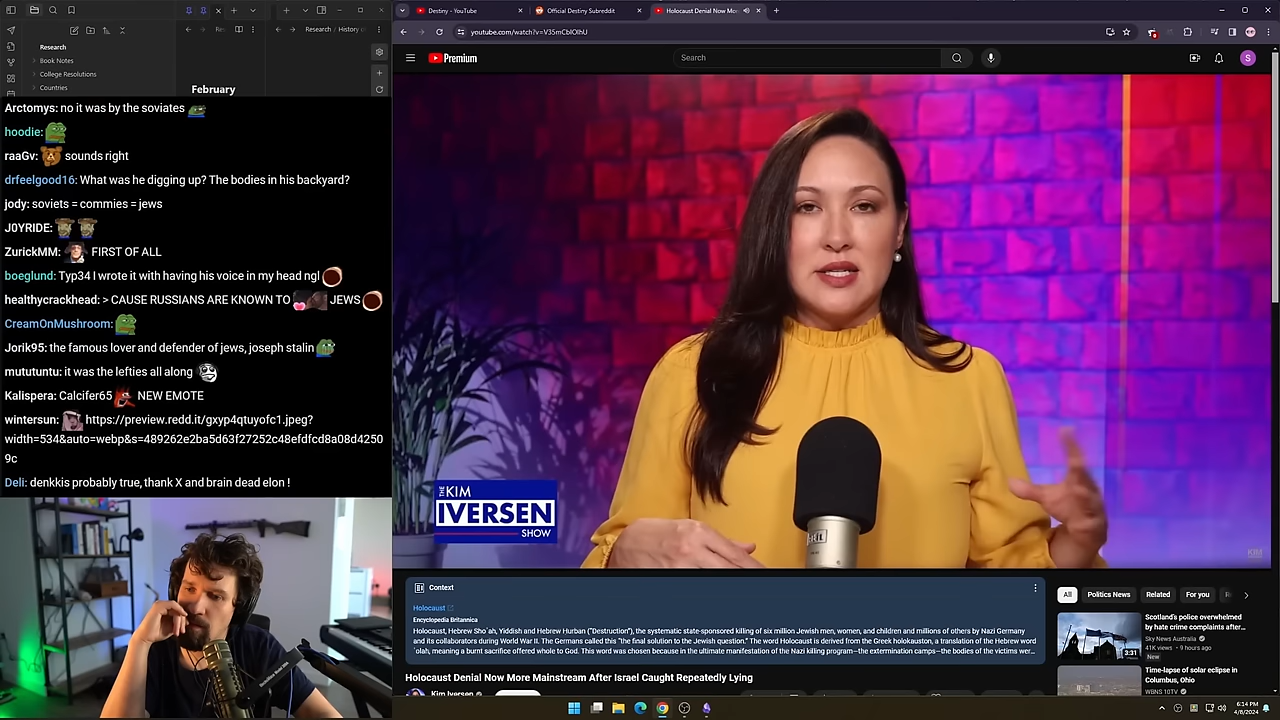 Destiny - YouTube
Official Destiny Subreddit
Holocaust Denial Now Mor
youtube.com/watch?v=V35mCbIOIhU
Research
Book Notes
College Resolutions
Countries
Res
Research / History
February
Premium
Search
S
Arctomys: no it was by the soviates
hoodie:
raaGv: sounds right
drfeelgood16: What was he digging up? The bodies in his backyard?
jody: soviets = commies = jews
J0YRIDE:
ZurickMM: FIRST OF ALL
boeglund: Typ34 I wrote it with having his voice in my head ngl
healthycrackhead: > CAUSE RUSSIANS ARE KNOWN TO JEWS
CreamOnMushroom:
Jorik95: the famous lover and defender of jews, joseph stalin
mututuntu: it was the lefties all along
Kalispera: Calcifer65 NEW EMOTE
wintersun: https://preview.redd.it/gxyp4qtuyofc1.jpeg?
width=534&auto=webp&s=489262e2ba5d63f27252c48efdfcd8a08d4250
9c
Deli: denkkis probably true, thank X and brain dead elon !
THE KIM
IVERSEN
SHOW
KIM
Context
Holocaust
Encyclopedia Britannica
Holocaust, Hebrew Shoʾah, Yiddish and Hebrew Hurban ("Destruction"), the systematic state-sponsored killing of six million Jewish men, women, and children and millions of others by Nazi Germany
and its collaborators during World War II. The Germans called this "the final solution to the Jewish question." The word Holocaust is derived from the Greek holokauston, a translation of the Hebrew word
ʿolah, meaning a burnt sacrifice offered whole to God. This word was chosen because in the ultimate manifestation of the Nazi killing program—the extermination camps—the bodies of the victims wer...
Holocaust Denial Now More Mainstream After Israel Caught Repeatedly Lying
Kim Iversen
All
Politics News
Related
For you
3:31
Scotland's police overwhelmed
by hate crime complaints after...
Sky News Australia
41K views • 9 hours ago
New
Time-lapse of solar eclipse in
Columbus, Ohio
WBNS 10TV
6:14 PM
4/8/2024